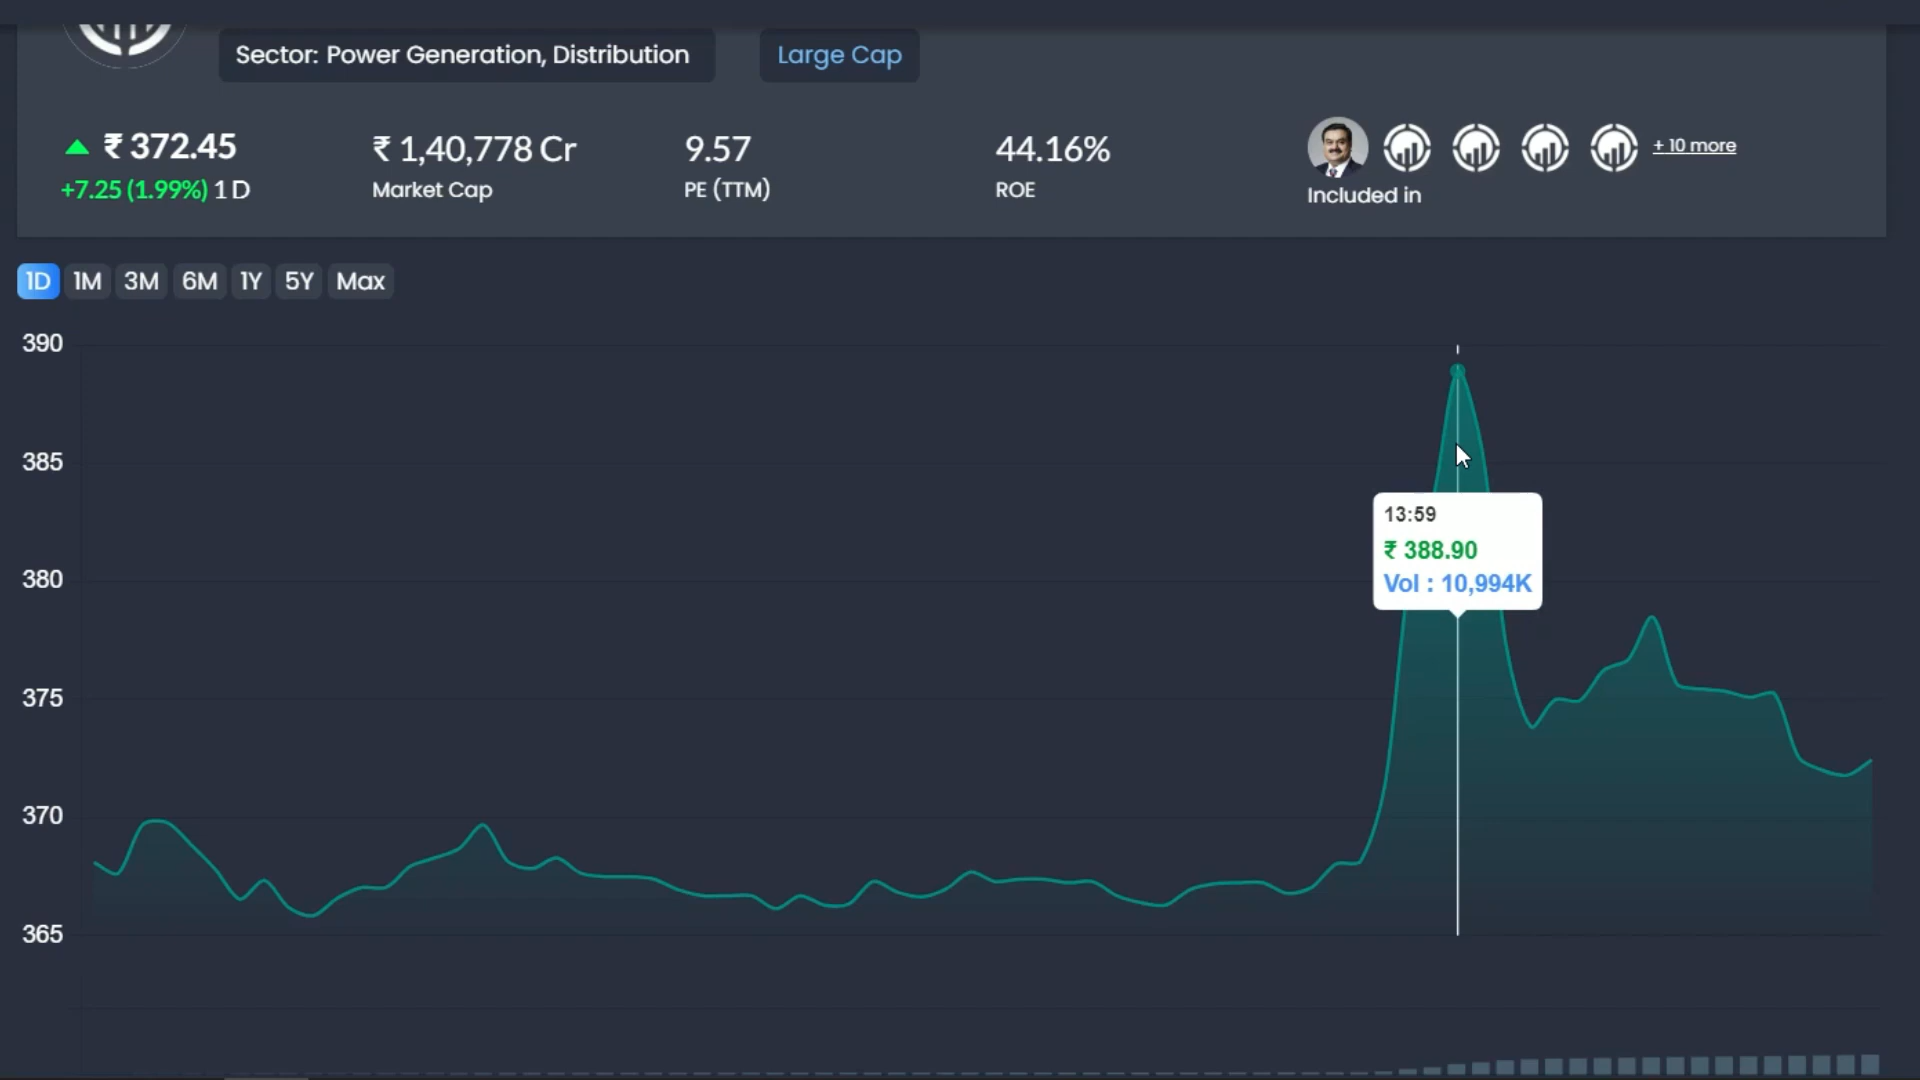 Sector: Power Generation, Distribution
Large Cap
₹ 372.45
+7.25 (1.99%) 1 D
₹ 1,40,778 Cr
Market Cap
9.57
PE (TTM)
44.16%
ROE
+ 10 more
Included in
1D 1M 3M 6M 1Y 5Y Max
390
385
380
375
370
365
13:59
₹ 388.90
Vol : 10,994K